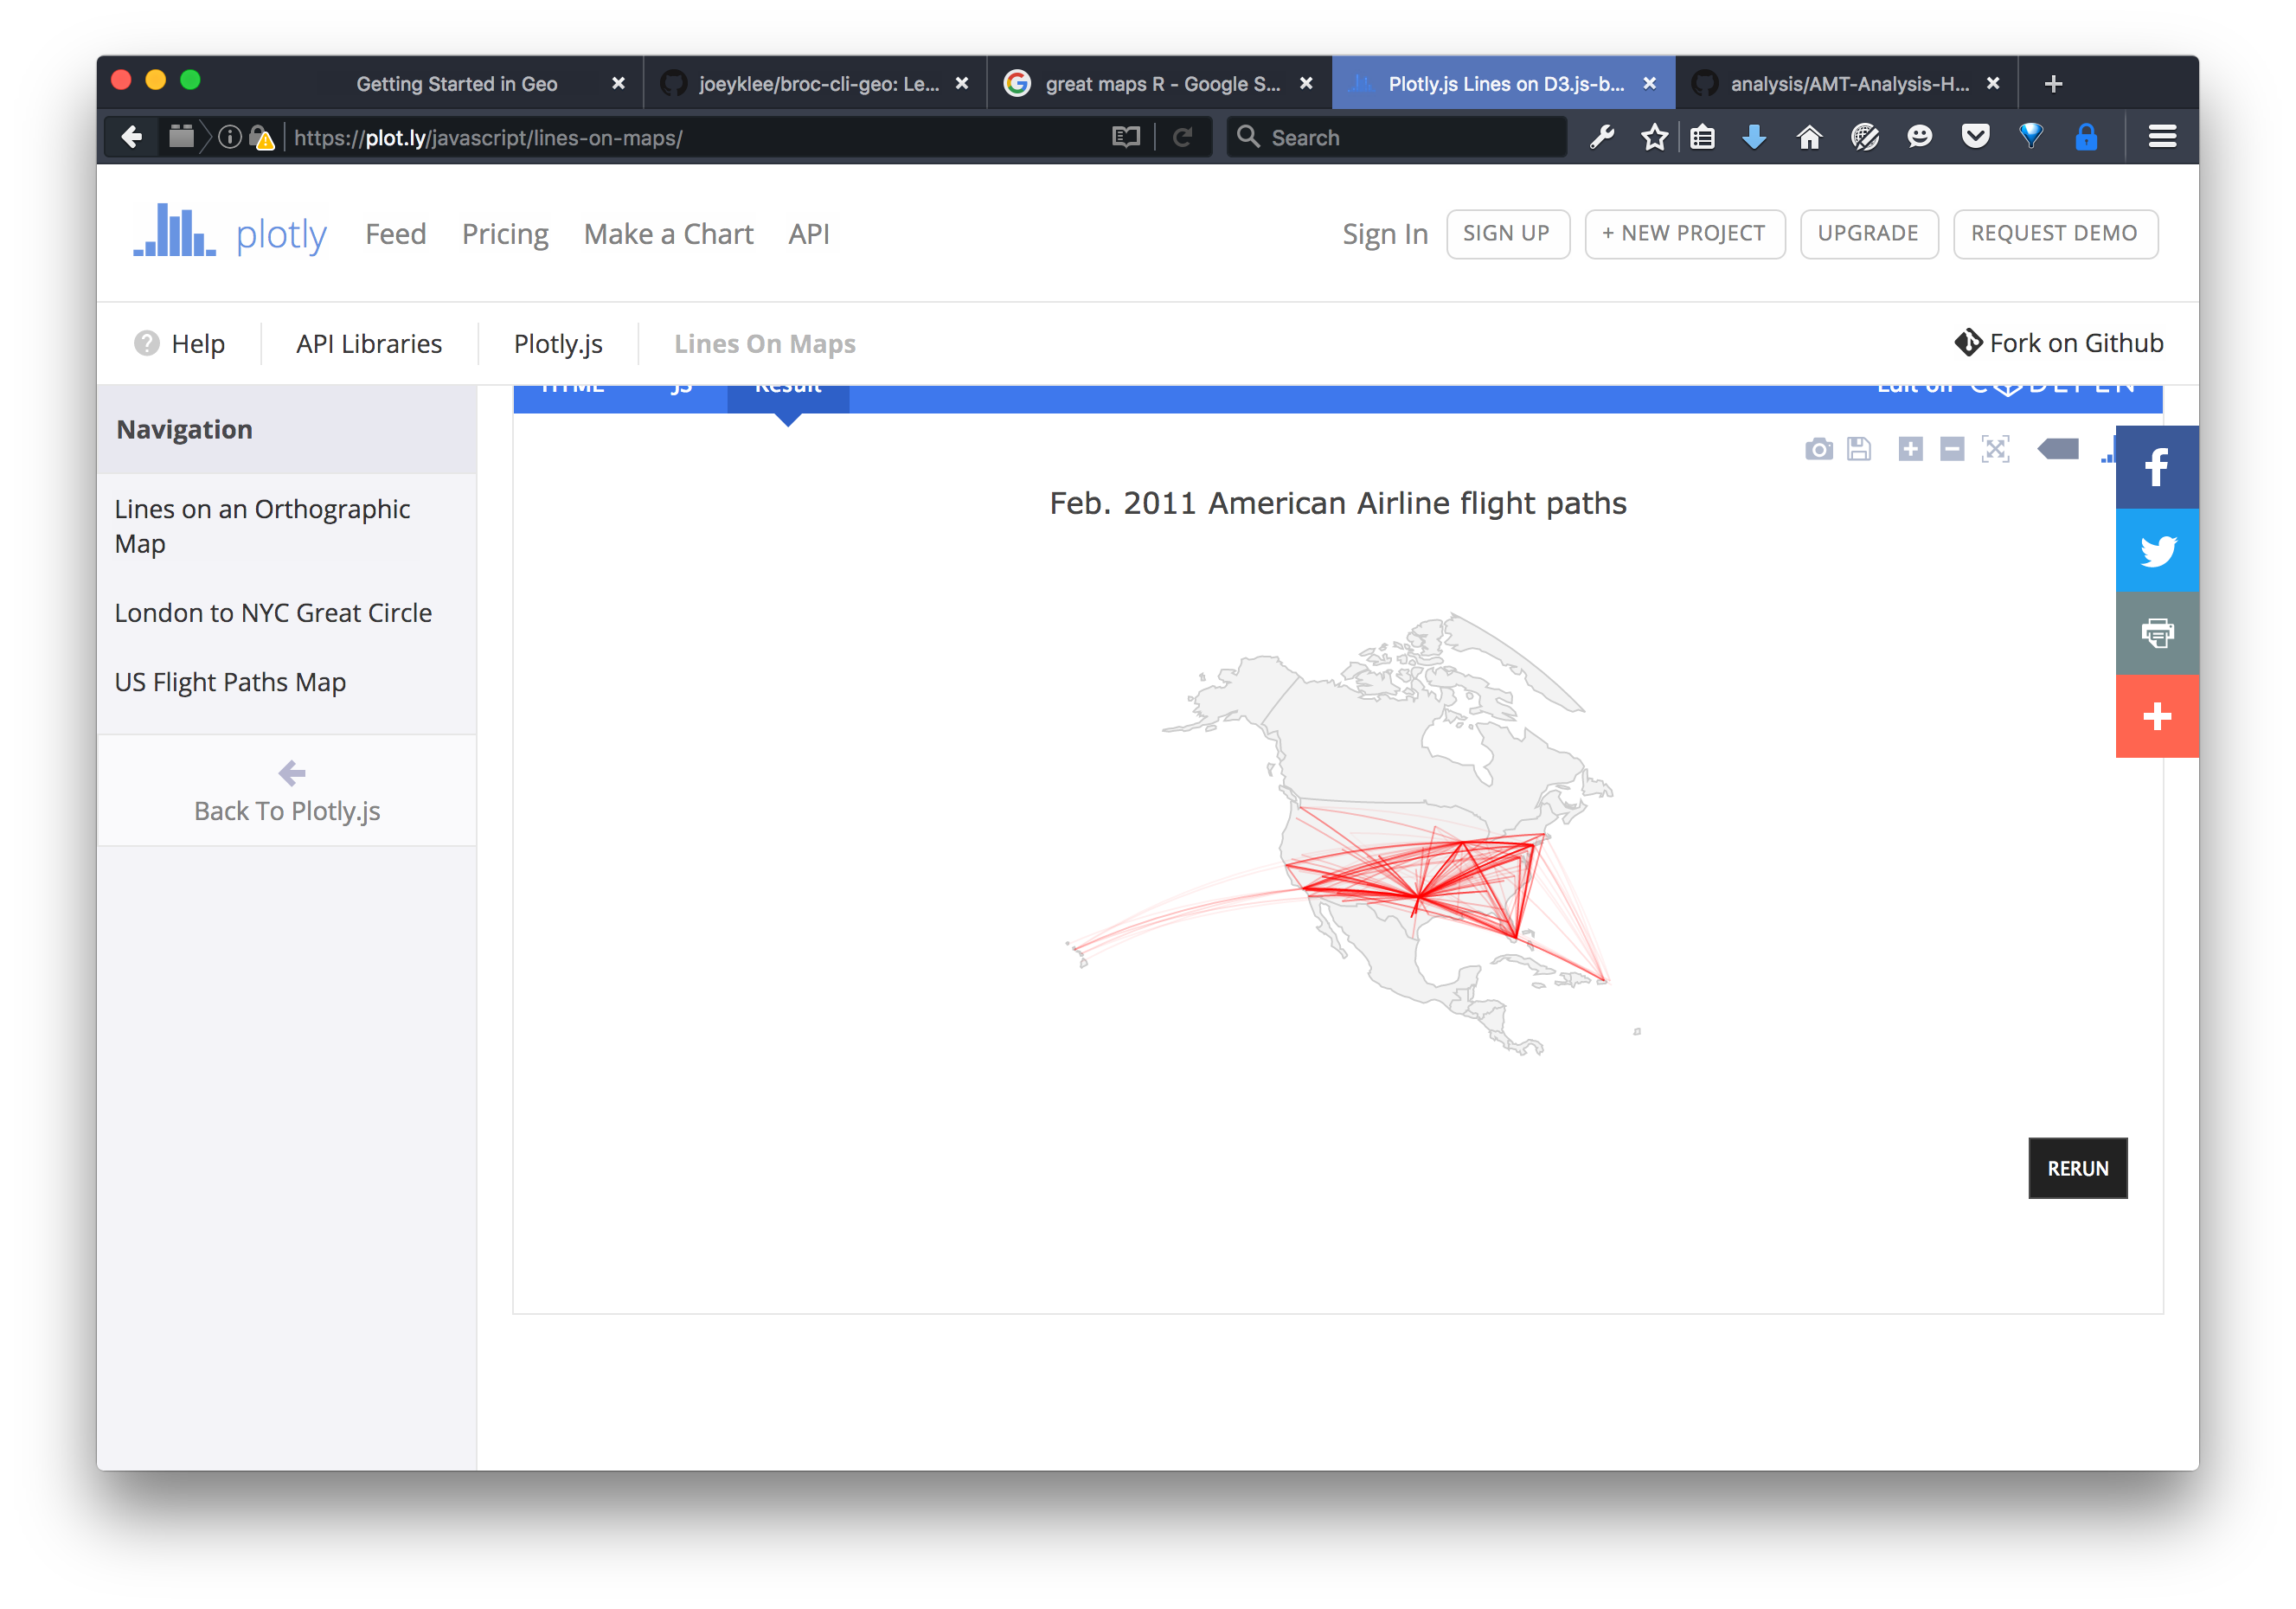 Getting Started in Geo
joeyklee/broc-cli-geo: Le...
great maps R - Google S...
Plotly.js Lines on D3.js-b...
analysis/AMT-Analysis-H...
https://plot.ly/javascript/lines-on-maps/
Search
plotly
Feed
Pricing
Make a Chart
API
Sign In
SIGN UP
+ NEW PROJECT
UPGRADE
REQUEST DEMO
Help
API Libraries
Plotly.js
Lines On Maps
Fork on Github
HTML
JS
Result
Edit on
CODEPEN
Navigation
Lines on an Orthographic
Map
London to NYC Great Circle
US Flight Paths Map
Back To Plotly.js
Feb. 2011 American Airline flight paths
RERUN